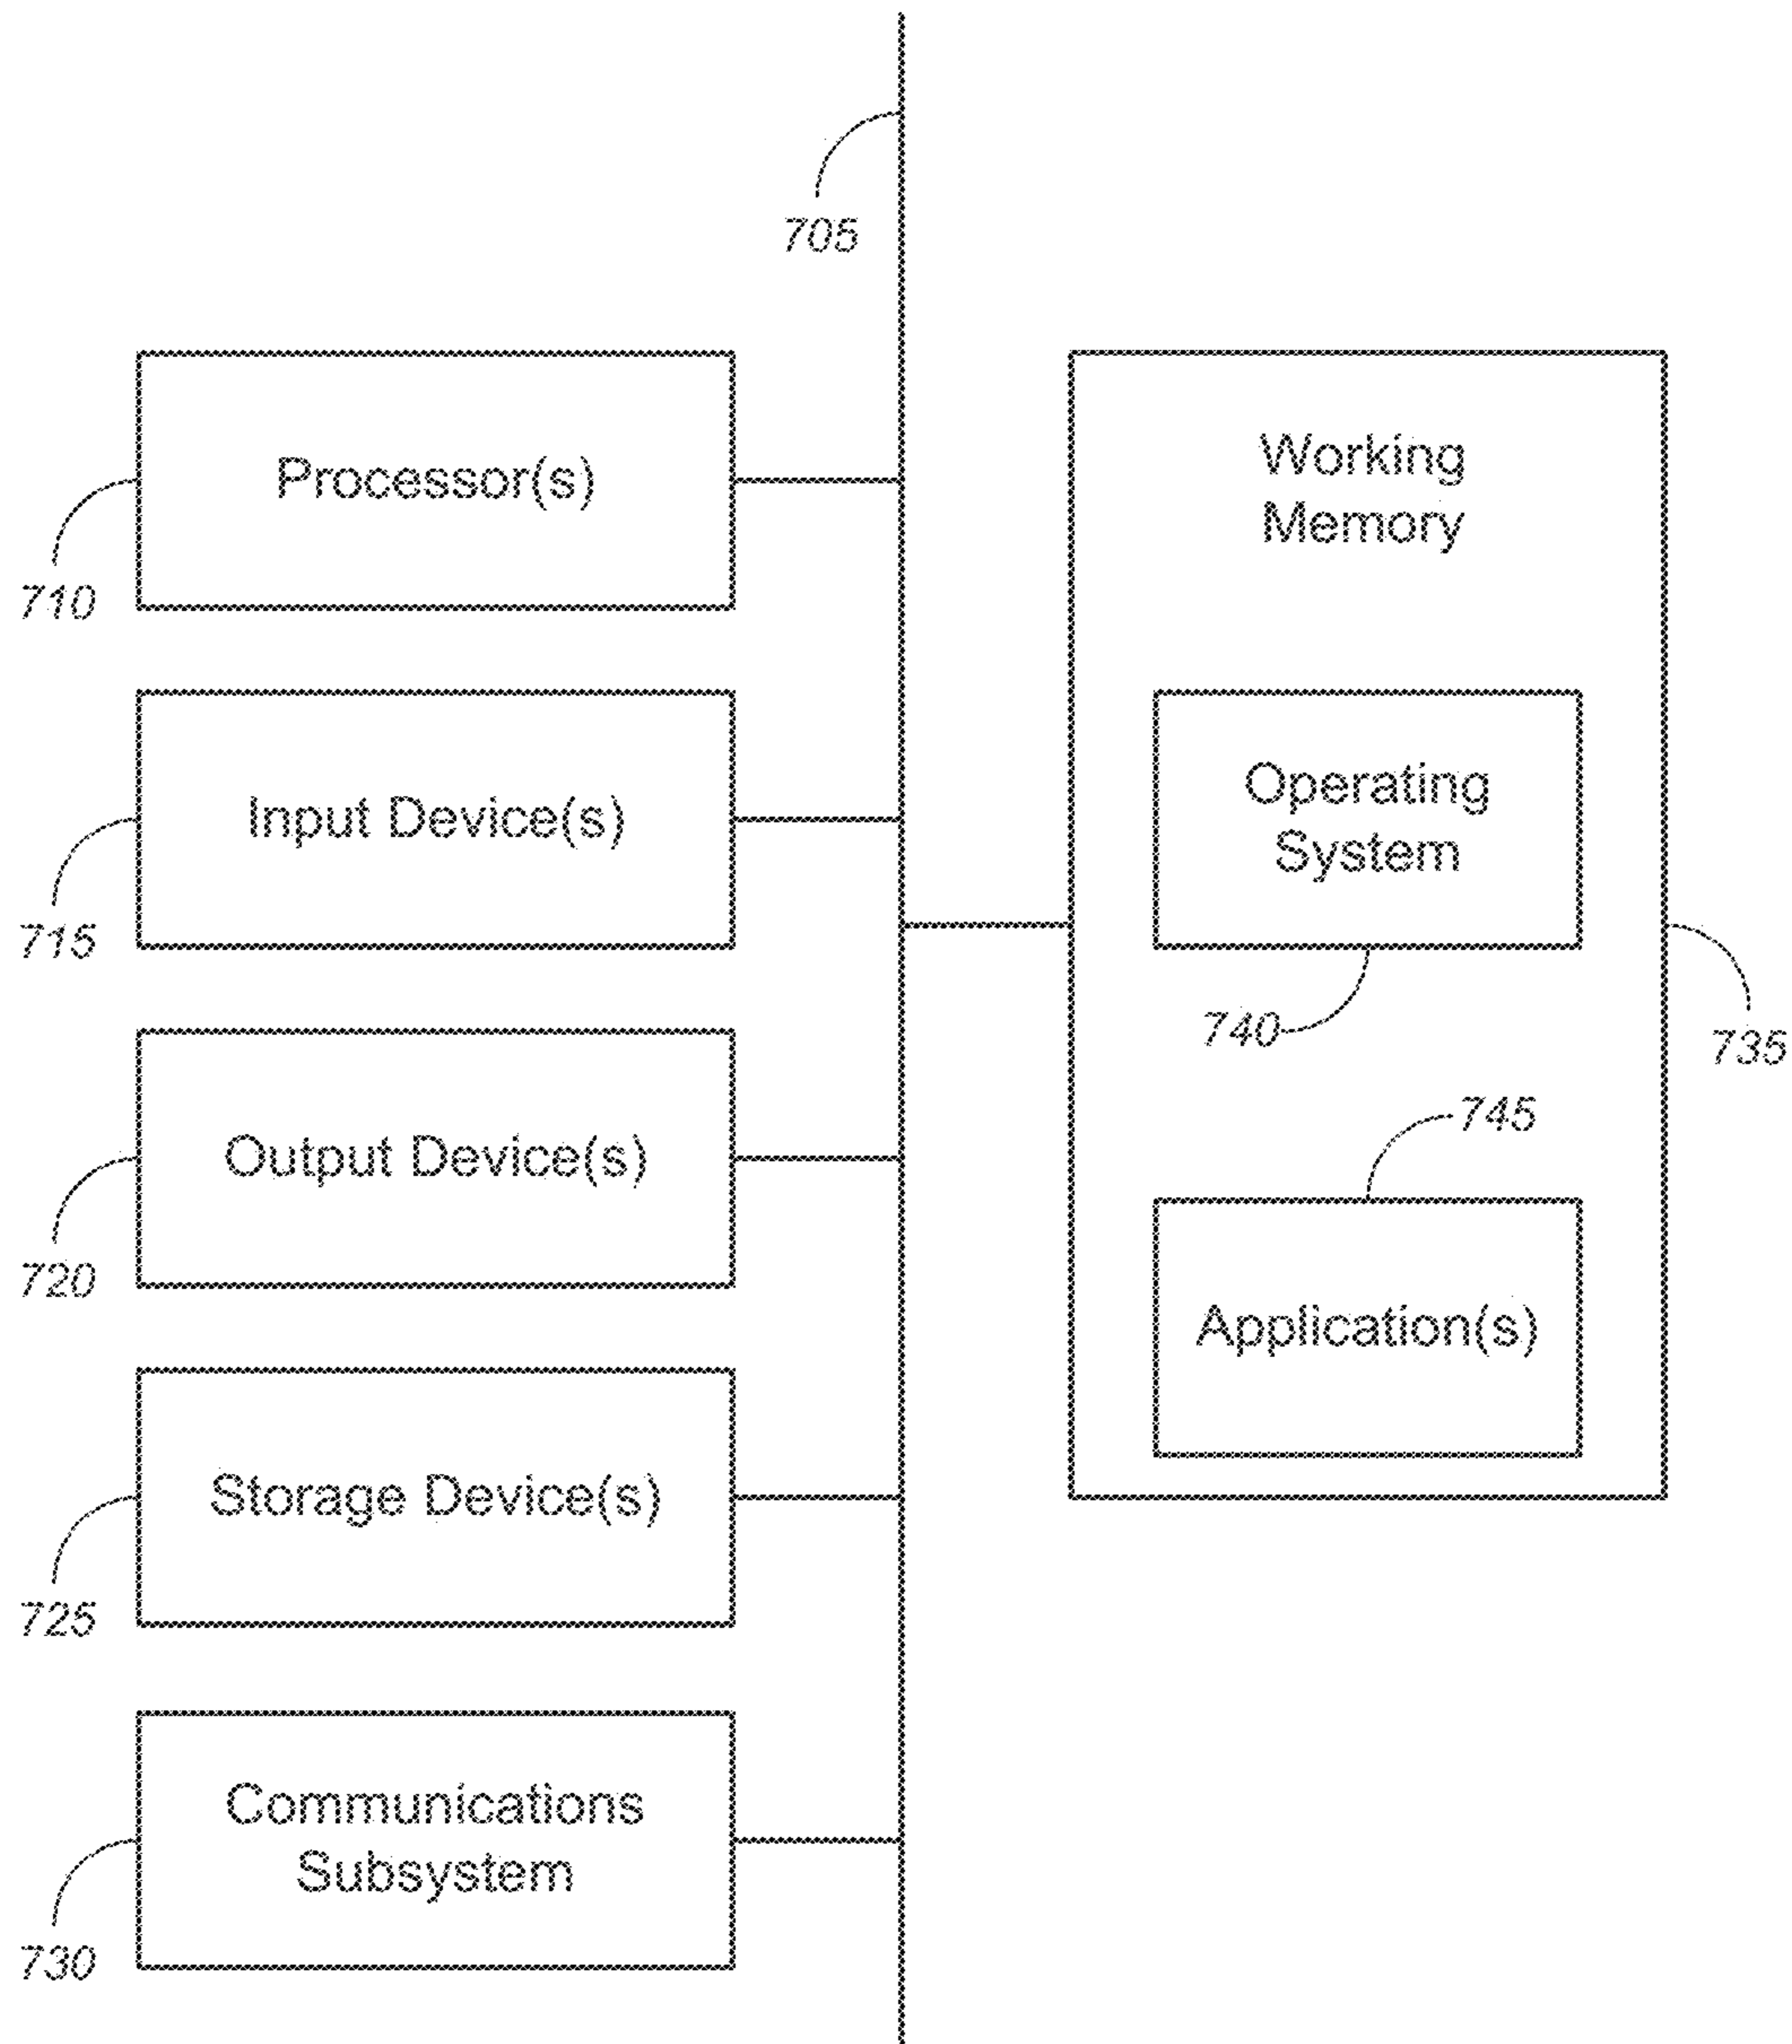 705
Processor(s)
710
Input Device(s)
715
Output Device(s)
720
Storage Device(s)
725
Communications
Subsystem
730
Working
Memory
Operating
System
740
735
745
Application(s)